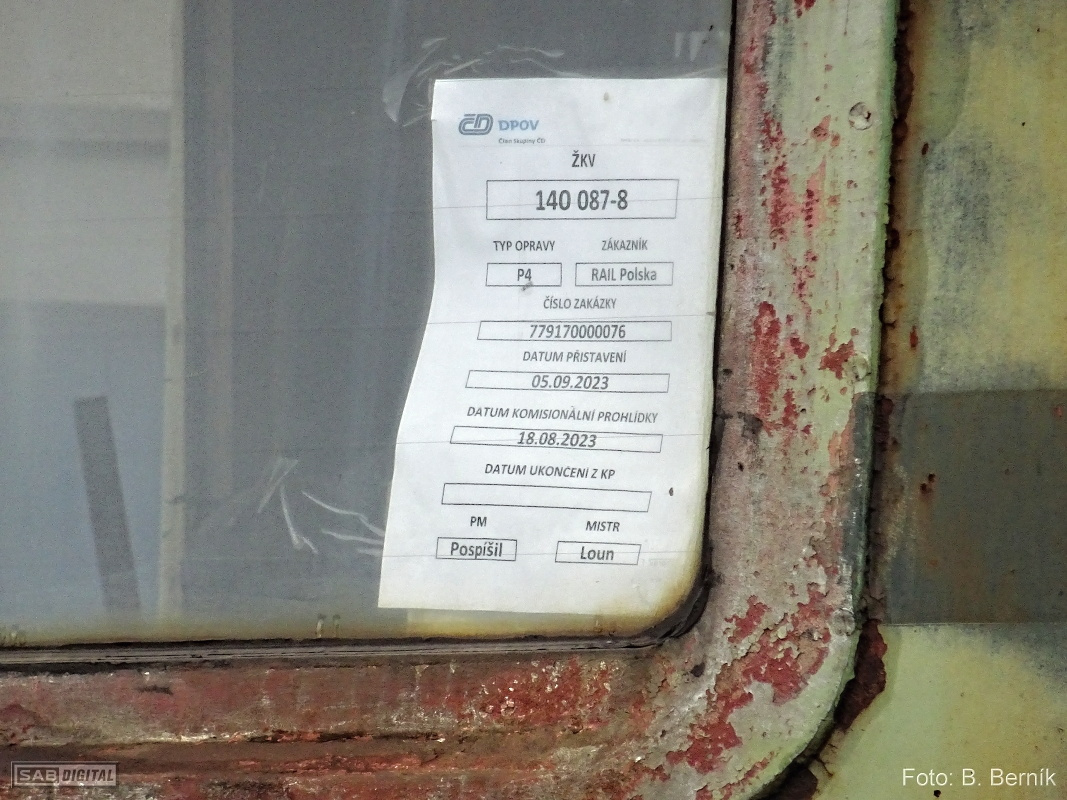 ČD DPOV
Člen Skupiny ČD
ŽKV
140 087-8
TYP OPRAVY ZÁKAZNÍK
P4 RAIL Polska
ČÍSLO ZAKÁZKY
779170000076
DATUM PŘISTAVENÍ
05.09.2023
DATUM KOMISIONÀLNÍ PROHLÍDKY
18.08.2023
DATUM UKONČENÍ Z KP
PM MISTR
Pospíšil Loun
SAB DIGITAL
Foto: B. Berník